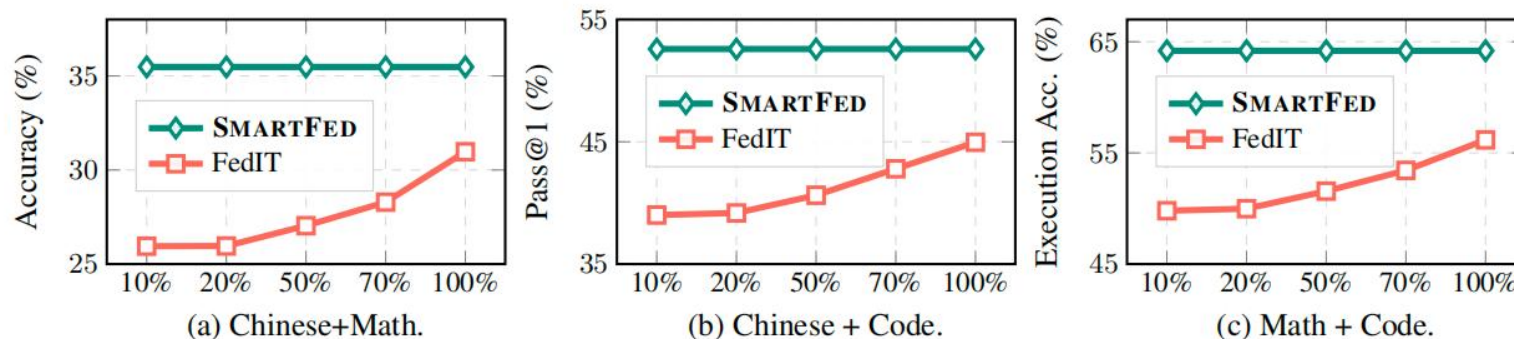 Accuracy (%)
35
30
25
SMARTFED
FedIT
10% 20% 50% 70% 100%
(a) Chinese+Math.
Pass@1 (%)
55
45
35
SMARTFED
FedIT
10% 20% 50% 70% 100%
(b) Chinese + Code.
Execution Acc. (%)
65
55
45
SMARTFED
FedIT
10% 20% 50% 70% 100%
(c) Math + Code.